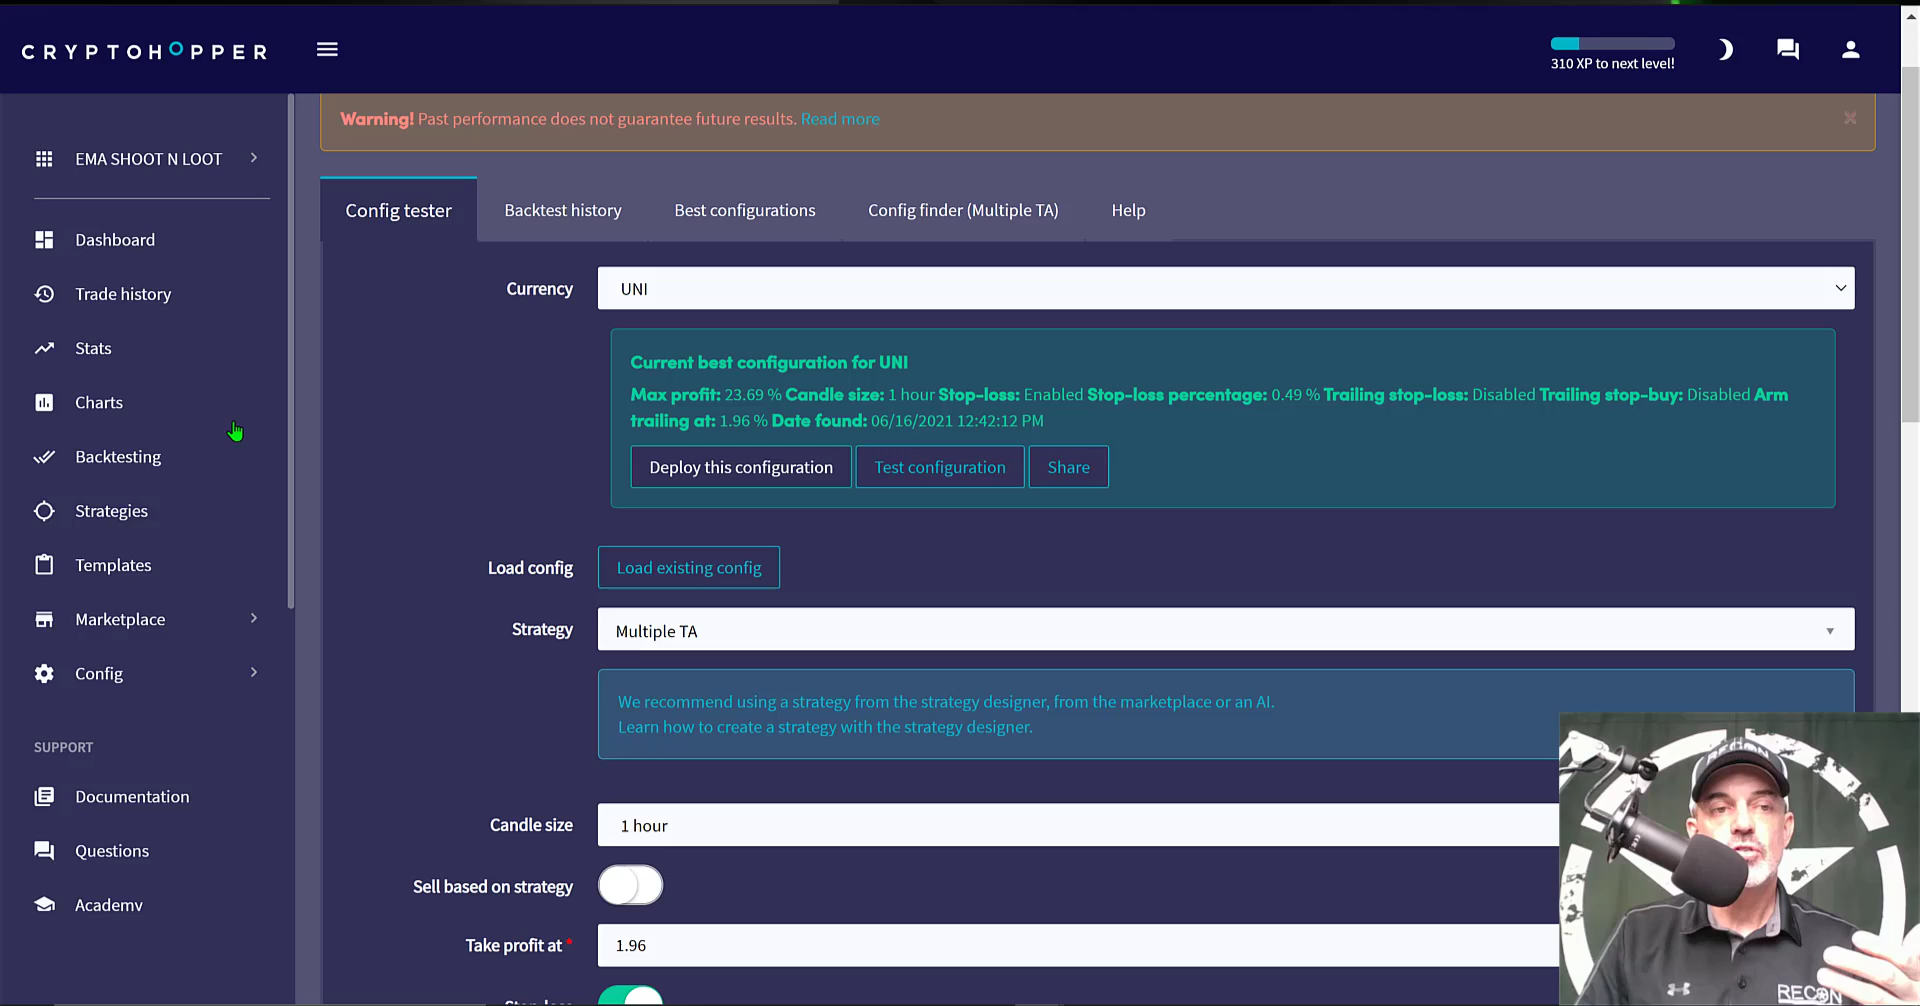 CRYPTOHOPPER
310 XP to next level!
Warning! Past performance does not guarantee future results. Read more
EMA SHOOT N LOOT
Dashboard
Trade history
Stats
Charts
Backtesting
Strategies
Templates
Marketplace
Config
SUPPORT
Documentation
Questions
Academy
Config tester
Backtest history
Best configurations
Config finder (Multiple TA)
Help
Currency
UNI
Current best configuration for UNI
Max profit: 23.69 % Candle size: 1 hour Stop-loss: Enabled Stop-loss percentage: 0.49 % Trailing stop-loss: Disabled Trailing stop-buy: Disabled Arm
trailing at: 1.96 % Date found: 06/16/2021 12:42:12 PM
Deploy this configuration
Test configuration
Share
Load config
Load existing config
Strategy
Multiple TA
We recommend using a strategy from the strategy designer, from the marketplace or an AI.
Learn how to create a strategy with the strategy designer.
Candle size
1 hour
Sell based on strategy
Take profit at *
1.96
Stop-loss
RECON
RECON